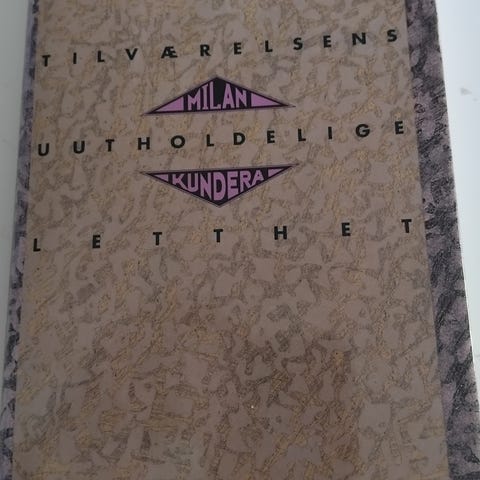 TILVÆRELSENS
MILAN
UUTHOLDELIGE
KUNDERA
LETTHET